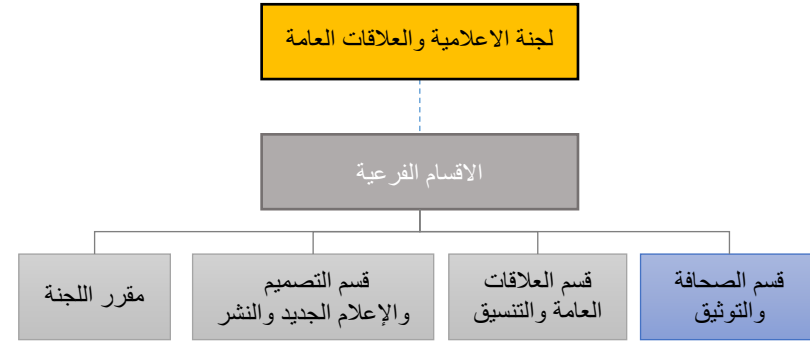 لجنة الاعلامية والعلاقات العامة
الاقسام الفرعية
قسم الصحافة
والتوثيق
قسم العلاقات
العامة والتنسيق
قسم التصميم
والإعلام الجديد والنشر
مقرر اللجنة